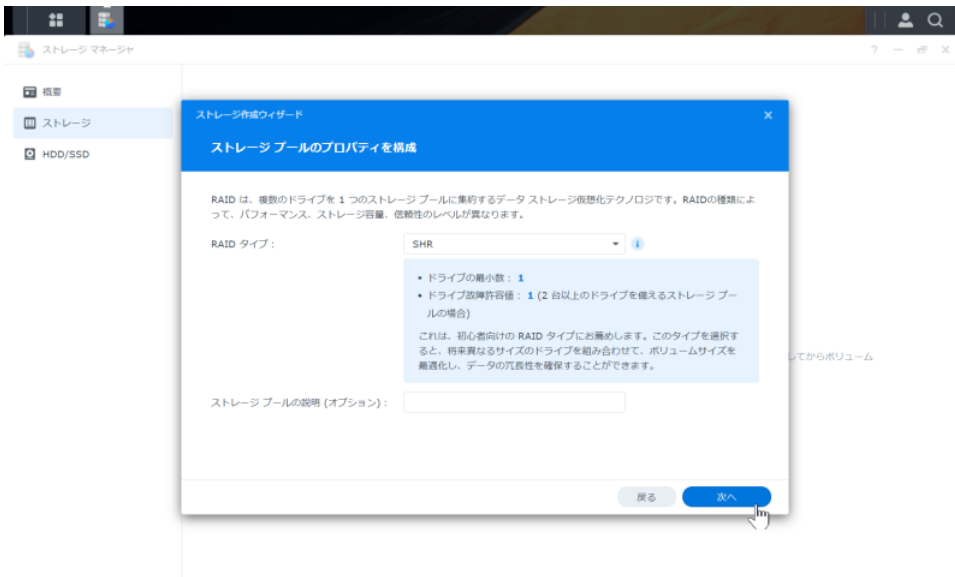 ストレージ マネージャ
? — X
概要
ストレージ
HDD/SSD
ストレージ作成ウィザード
x
ストレージ プールのプロパティを構成
RAID は、複数のドライブを 1 つのストレージ プールに集約するデータ ストレージ仮想化テクノロジです。RAIDの種類によ
って、パフォーマンス、ストレージ容量、信頼性のレベルが異なります。
RAID タイプ：
SHR
i
• ドライブの最小数： 1
• ドライブ故障許容値： 1 (2 台以上のドライブを備えるストレージ プー
ルの場合)
これは、初心者向けの RAID タイプにお薦めします。このタイプを選択す
ると、将来異なるサイズのドライブを組み合わせて、ボリュームサイズを
最適化し、データの冗長性を確保することができます。
してからボリューム
ストレージ プールの説明 (オプション)：
戻る
次へ